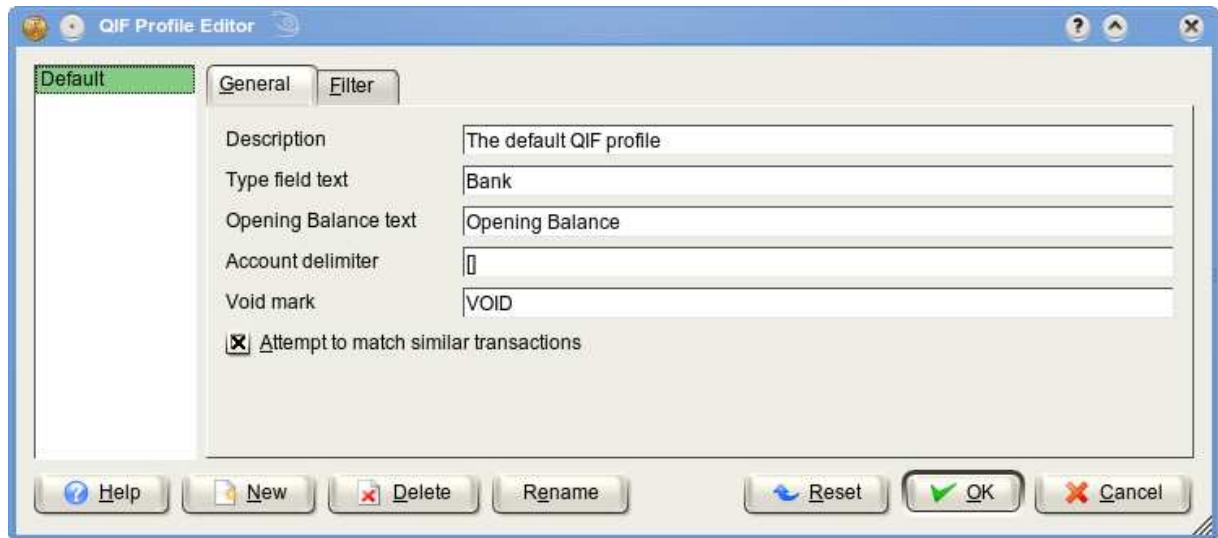 QIF Profile Editor
Default
General Filter
Description The default QIF profile
Type field text Bank
Opening Balance text Opening Balance
Account delimiter []
Void mark VOID
Attempt to match similar transactions
Help New Delete Rename Reset OK Cancel